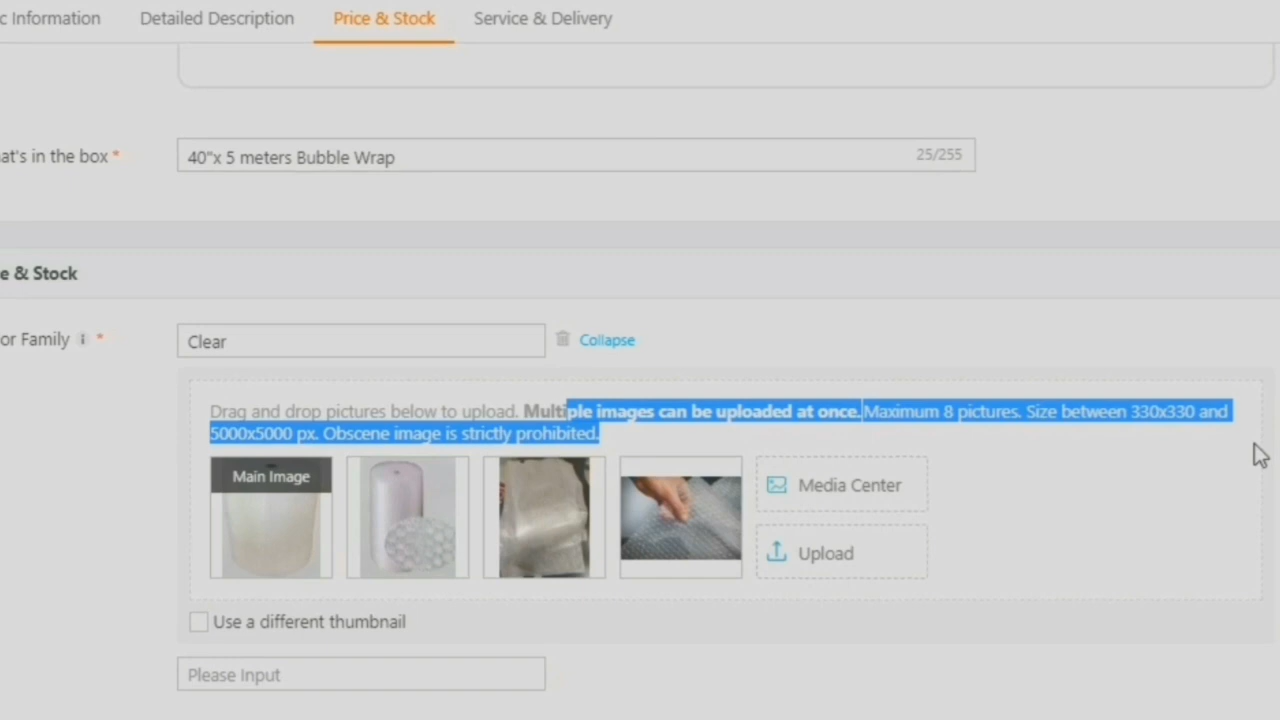 c Information Detailed Description Price & Stock Service & Delivery
at's in the box * 40"x 5 meters Bubble Wrap 25/255
e & Stock
or Family i * Clear Collapse
Drag and drop pictures below to upload. Multiple images can be uploaded at once. Maximum 8 pictures. Size between 330x330 and
5000x5000 px. Obscene image is strictly prohibited.
Main Image
Media Center
Upload
Use a different thumbnail
Please Input